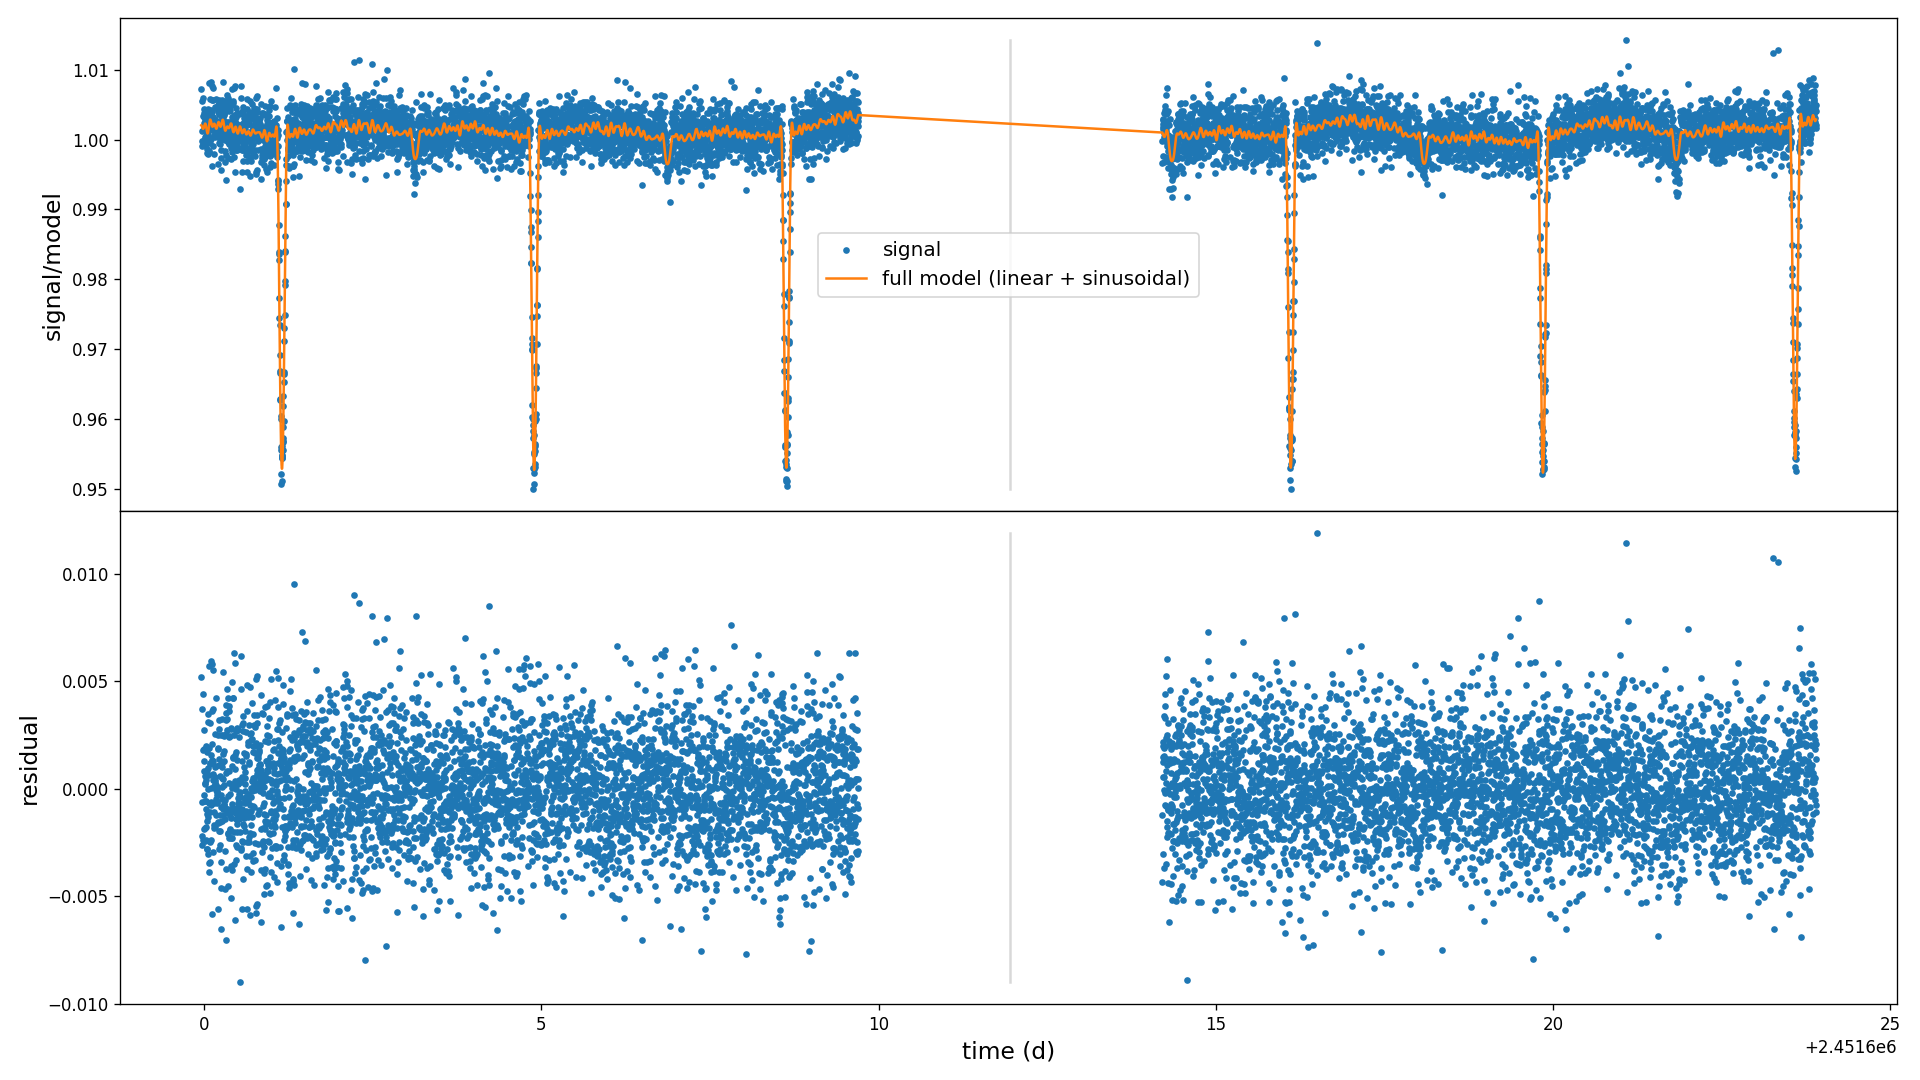 1.01
1.00
0.99
0.98
0.97
0.96
0.95
signal/model
signal
full model (linear + sinusoidal)
0.010
0.005
0.000
−0.005
−0.010
residual
0 5 10 15 20 25
time (d)
+2.4516e6